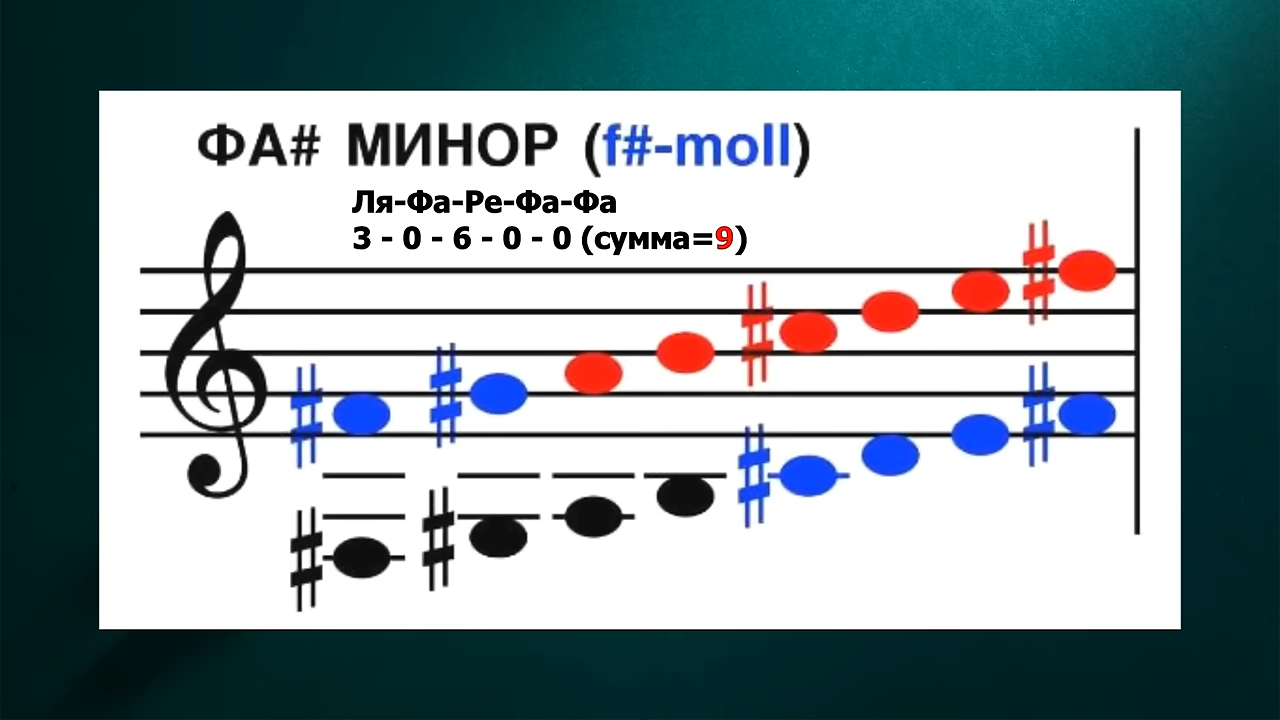 ФА# МИНОР (f#-moll)
Ля-Фа-Ре-Фа-Фа
3 - 0 - 6 - 0 - 0 (сумма=9)